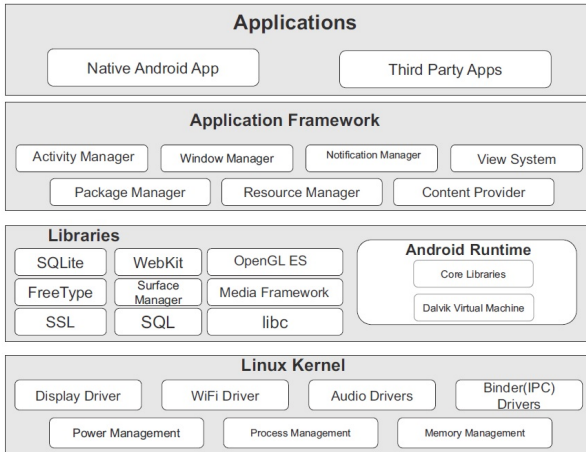 Applications
Native Android App
Third Party Apps
Application Framework
Activity Manager
Window Manager
Notification Manager
View System
Package Manager
Resource Manager
Content Provider
Libraries
SQLite
WebKit
OpenGL ES
FreeType
Surface
Manager
Media Framework
SSL
SQL
libc
Android Runtime
Core Libraries
Dalvik Virtual Machine
Linux Kernel
Display Driver
WiFi Driver
Audio Drivers
Binder(IPC)
Drivers
Power Management
Process Management
Memory Management